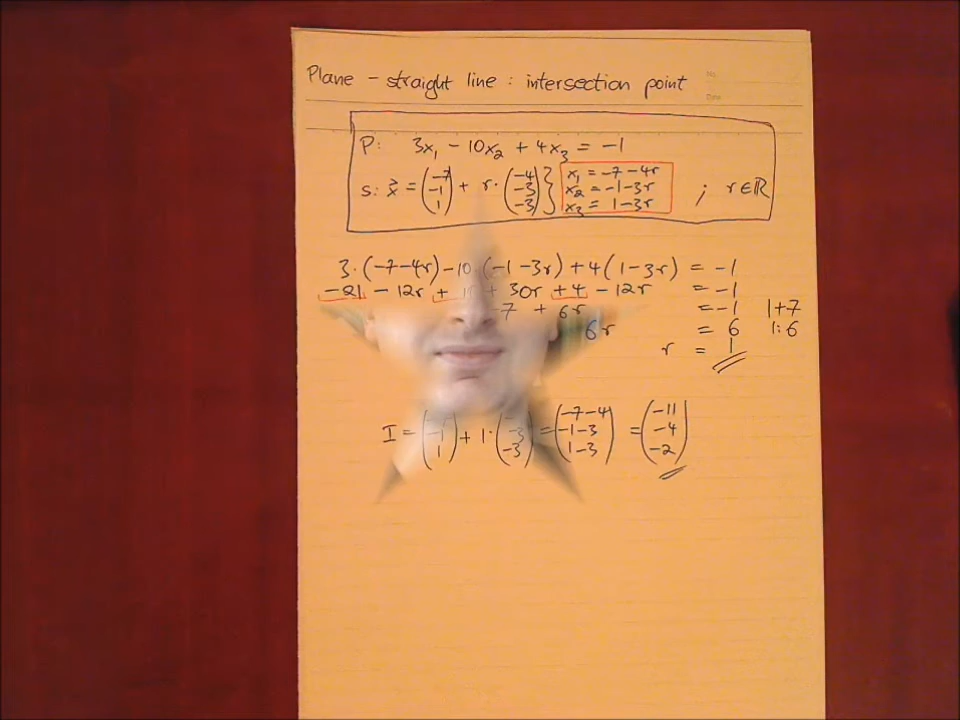 Plane - straight line : intersection point
No.
Date
P: 3x₁ - 10x₂ + 4x₃ = -1
s: x⃗ = (-7 -1 1) + r · (-4 -3 -3) } x₁ = -7 -4r x₂ = -1-3r x₃ = 1-3r ; r ∈ ℝ
3·(-7-4r)-10·(-1-3r)+4(1-3r) = -1
-21 - 12r + 10 + 30r +4 - 12r = -1
-7 + 6r = -1 |+7
6r = 6 |:6
r = 1
I = ( -1 1) + 1·( -3 -3) = (-7-4 -1-3 1-3) = (-11 -4 -2)